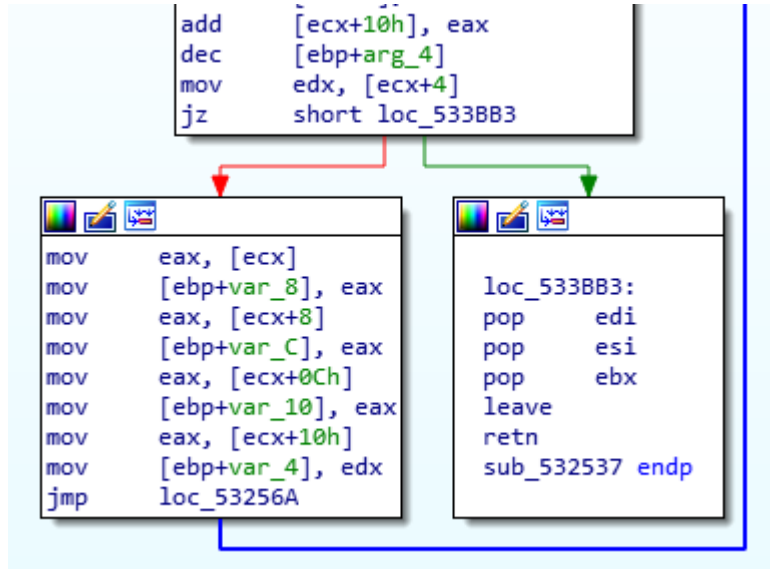 add [ecx+10h], eax
dec [ebp+arg_4]
mov edx, [ecx+4]
jz short loc_533BB3
mov eax, [ecx]
mov [ebp+var_8], eax
mov eax, [ecx+8]
mov [ebp+var_C], eax
mov eax, [ecx+0Ch]
mov [ebp+var_10], eax
mov eax, [ecx+10h]
mov [ebp+var_4], edx
jmp loc_53256A
loc_533BB3:
pop edi
pop esi
pop ebx
leave
retn
sub_532537 endp